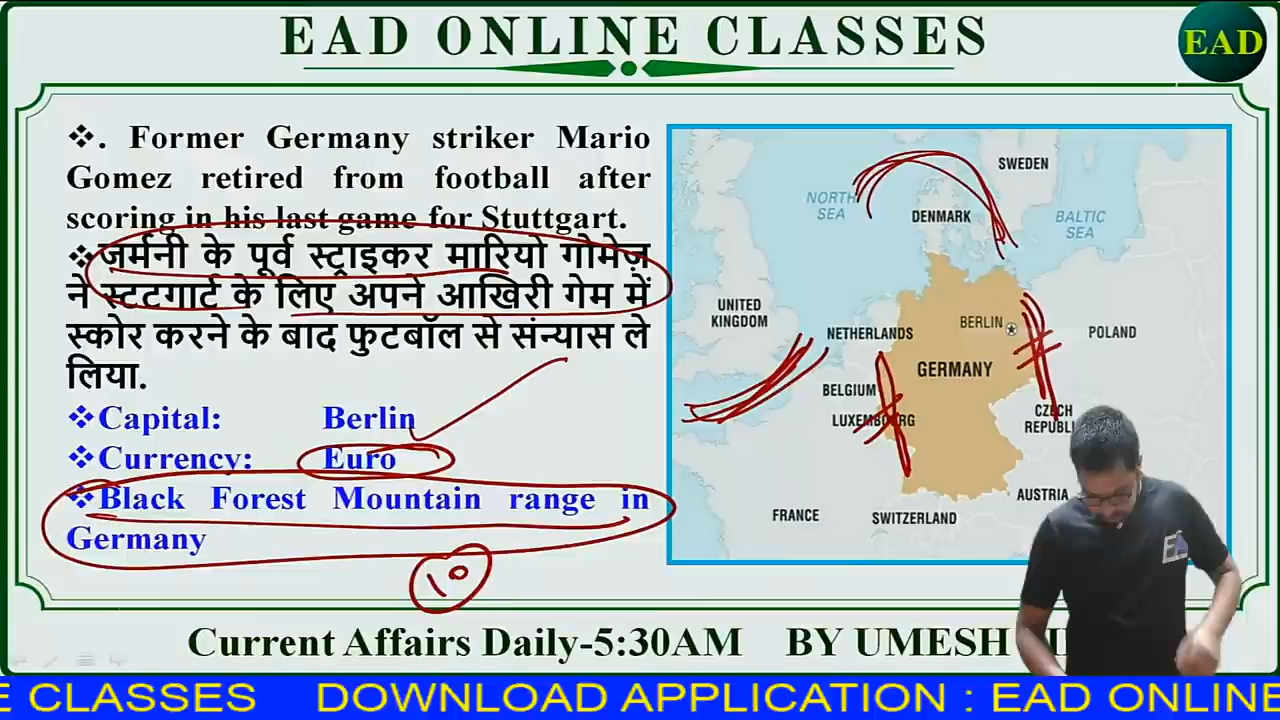 EAD ONLINE CLASSES
EAD
❖. Former Germany striker Mario
Gomez retired from football after
scoring in his last game for Stuttgart.
❖जर्मनी के पूर्व स्ट्राइकर मारियो गोमेज़
ने स्टटगार्ट के लिए अपने आखिरी गेम में
स्कोर करने के बाद फुटबॉल से संन्यास ले
लिया.
❖Capital: Berlin
❖Currency: Euro
❖Black Forest Mountain range in
Germany
10
SWEDEN
NORTH
SEA
DENMARK
BALTIC
SEA
UNITED
KINGDOM
NETHERLANDS
BERLIN
POLAND
GERMANY
BELGIUM
LUXEMBOURG
CZECH
AUSTRIA
FRANCE
SWITZERLAND
Current Affairs Daily-5:30AM BY UMESH
E CLASSES DOWNLOAD APPLICATION : EAD ONLINE